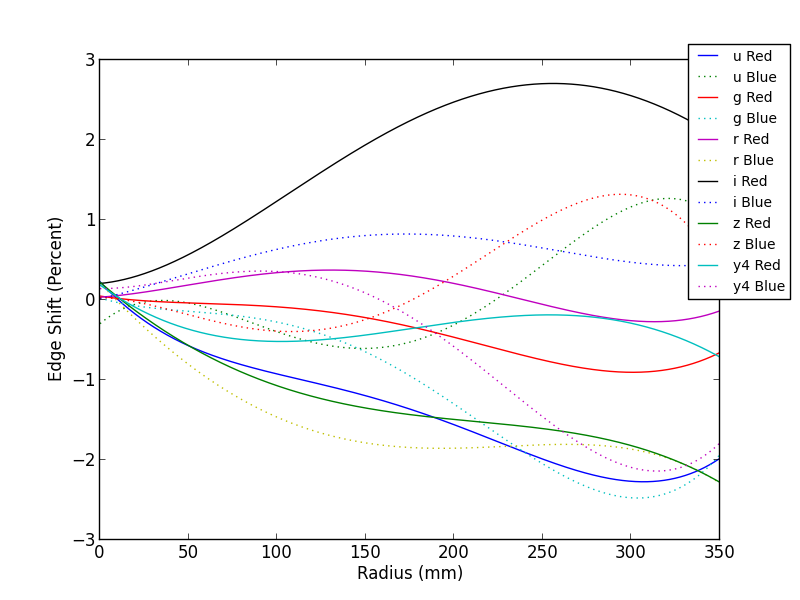 3
2
1
0
−1
−2
−3
0
50
100
150
200
250
300
350
Edge Shift (Percent)
Radius (mm)
u Red
u Blue
g Red
g Blue
r Red
r Blue
i Red
i Blue
z Red
z Blue
y4 Red
y4 Blue